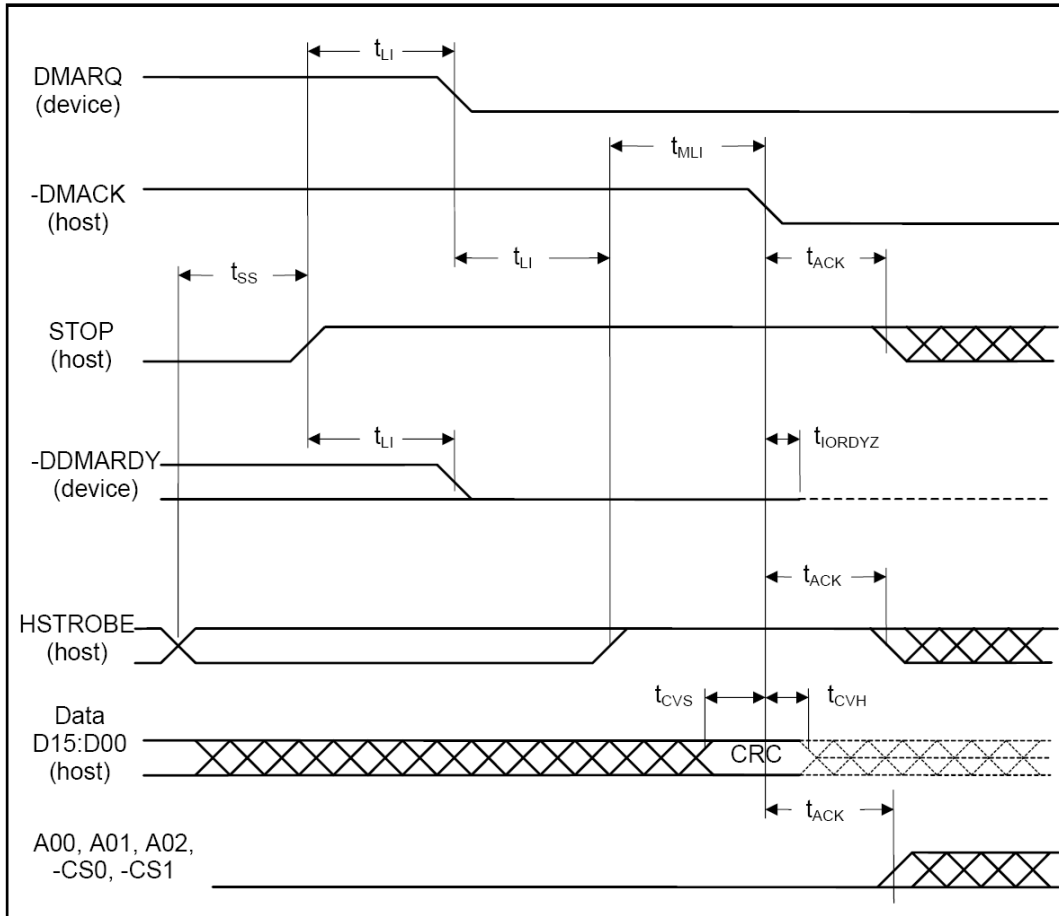 t_LI
DMARQ
(device)
t_MLI
-DMACK
(host)
t_LI
t_ACK
t_SS
STOP
(host)
t_LI
t_IORDYZ
-DDMARDY
(device)
t_ACK
HSTROBE
(host)
t_CVS
t_CVH
Data
D15:D00
(host)
CRC
t_ACK
A00, A01, A02,
-CS0, -CS1